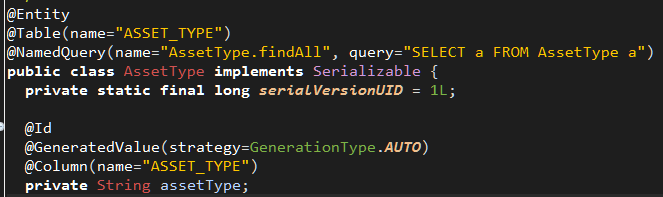 @Entity
@Table(name="ASSET_TYPE")
@NamedQuery(name="AssetType.findAll", query="SELECT a FROM AssetType a")
public class AssetType implements Serializable {
private static final long serialVersionUID = 1L;
@Id
@GeneratedValue(strategy=GenerationType.AUTO)
@Column(name="ASSET_TYPE")
private String assetType;